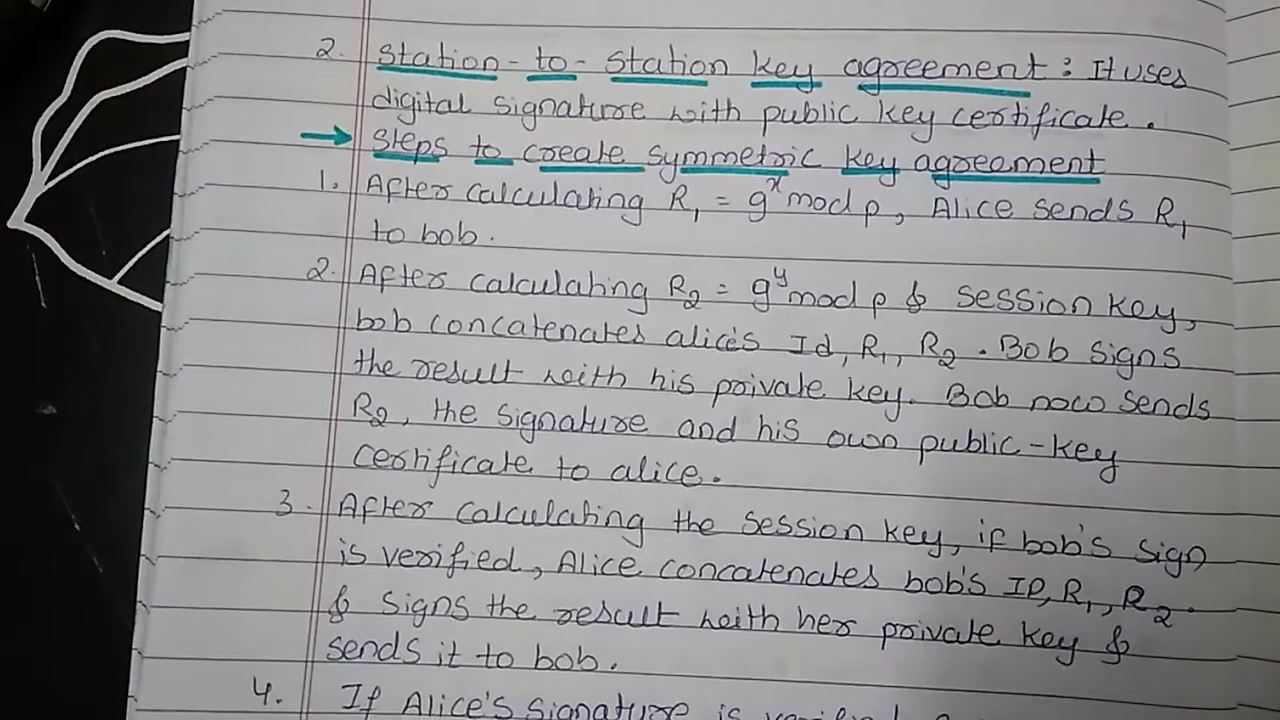 2. Station-to-Station key agreement: It uses
digital signature with public key certificate.
→ Steps to create symmetric key agreement
1. After calculating R₁ = gˣ mod p, Alice sends R₁
to bob.
2. After calculating R₂ = gʸ mod p & session key,
bob concatenates alice's Id, R₁, R₂. Bob signs
the result with his private key. Bob now sends
R₂, the signature and his own public-key
certificate to alice.
3. After calculating the session key, if bob's sign
is verified, Alice concatenates bob's ID, R₁, R₂.
& signs the result with her private key &
sends it to bob.
4. If Alice's signature is verified